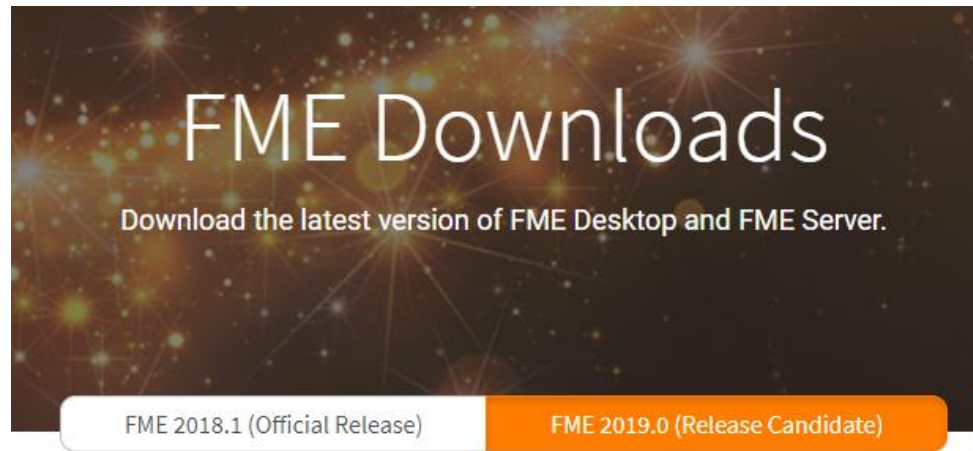 FME Downloads
Download the latest version of FME Desktop and FME Server.
FME 2018.1 (Official Release)
FME 2019.0 (Release Candidate)